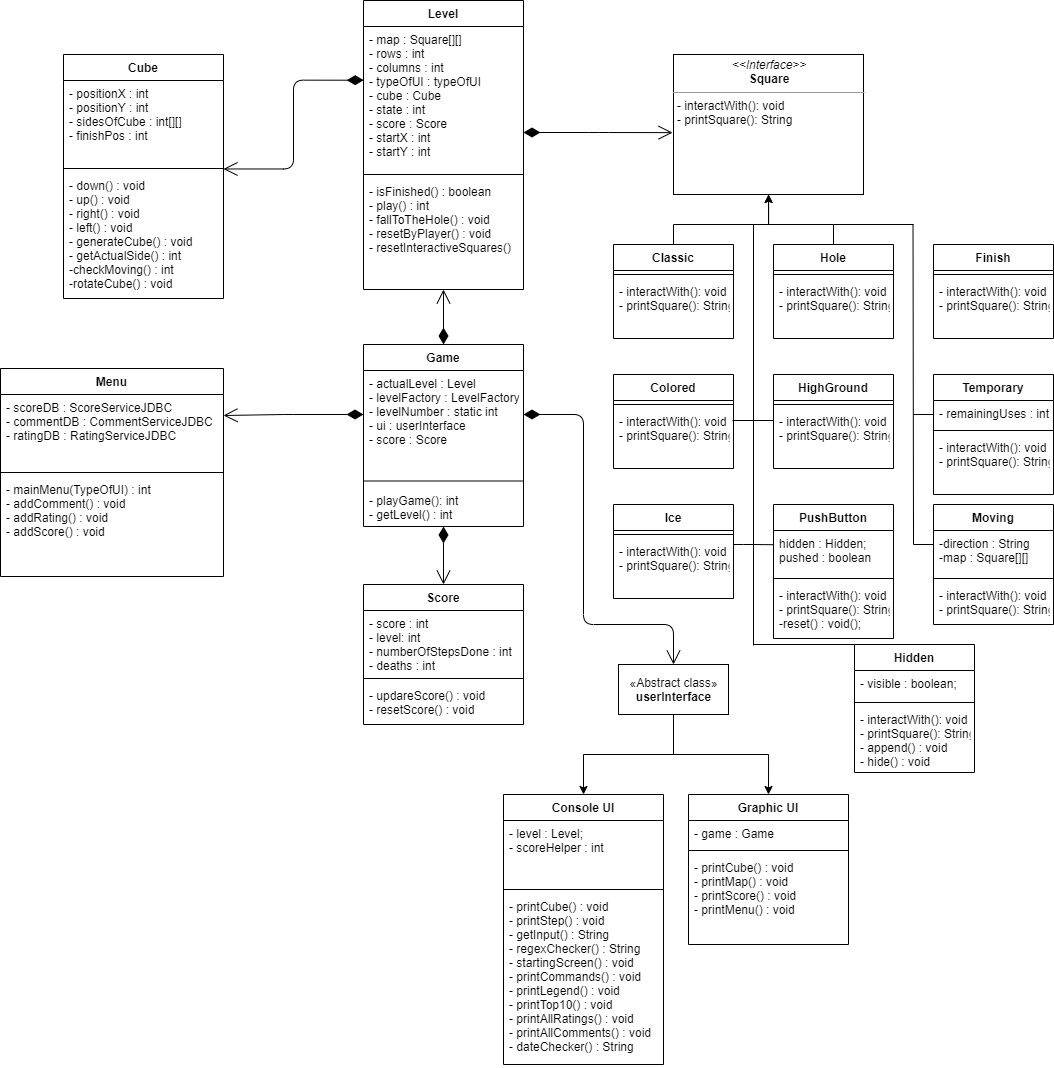 Level
- map : Square[][]
- rows : int
- columns : int
- typeOfUI : typeOfUI
- cube : Cube
- state : int
- score : Score
- startX : int
- startY : int
- isFinished() : boolean
- play() : int
- fallToTheHole() : void
- resetByPlayer() : void
- resetInteractiveSquares()
Cube
- positionX : int
- positionY : int
- sidesOfCube : int[][]
- finishPos : int
- down() : void
- up() : void
- right() : void
- left() : void
- generateCube() : void
- getActualSide() : int
-checkMoving() : int
-rotateCube() : void
<<Interface>>
Square
- interactWith(): void
- printSquare(): String
Classic
- interactWith(): void
- printSquare(): String
Hole
- interactWith(): void
- printSquare(): String
Finish
- interactWith(): void
- printSquare(): String
Game
- actualLevel : Level
- levelFactory : LevelFactory
- levelNumber : static int
- ui : userInterface
- score : Score
- playGame(): int
- getLevel() : int
Menu
- scoreDB : ScoreServiceJDBC
- commentDB : CommentServiceJDBC
- ratingDB : RatingServiceJDBC
- mainMenu(TypeOfUI) : int
- addComment() : void
- addRating() : void
- addScore() : void
Colored
- interactWith(): void
- printSquare(): String
HighGround
- interactWith(): void
- printSquare(): String
Temporary
- remainingUses : int
- interactWith(): void
- printSquare(): String
Ice
- interactWith(): void
- printSquare(): String
PushButton
hidden : Hidden;
pushed : boolean
- interactWith(): void
- printSquare(): String
-reset() : void();
Moving
-direction : String
-map : Square[][]
- interactWith(): void
- printSquare(): String
Score
- score : int
- level: int
- numberOfStepsDone : int
- deaths : int
- updareScore() : void
- resetScore() : void
«Abstract class»
userInterface
Hidden
- visible : boolean;
- interactWith(): void
- printSquare(): String
- append() : void
- hide() : void
Console UI
- level : Level;
- scoreHelper : int
- printCube() : void
- printStep() : void
- getInput() : String
- regexChecker() : String
- startingScreen() : void
- printCommands() : void
- printLegend() : void
- printTop10() : void
- printAllRatings() : void
- printAllComments() : void
- dateChecker() : String
Graphic UI
- game : Game
- printCube() : void
- printMap() : void
- printScore() : void
- printMenu() : void